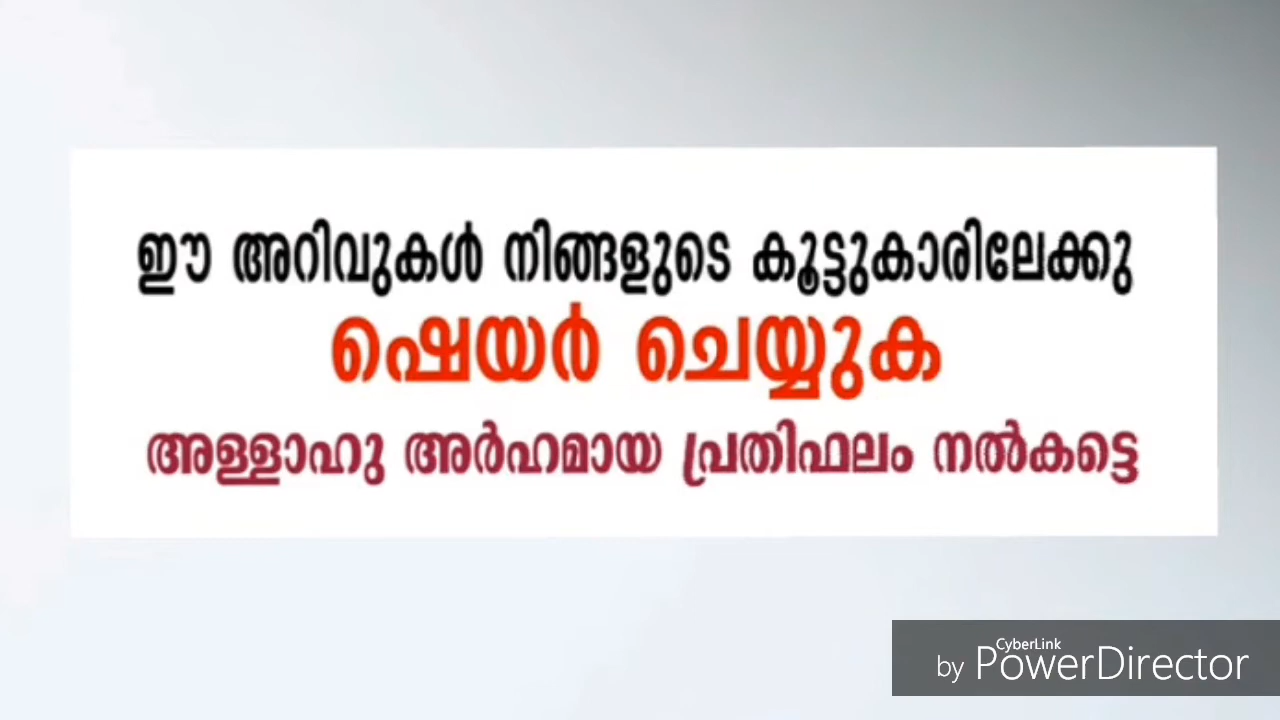 ഈ അറിവുകൾ നിങ്ങളുടെ കൂട്ടുകാരിലേക്കു
ഷെയർ ചെയ്യുക
അള്ളാഹു അർഹമായ പ്രതിഫലം നൽകട്ടെ
CyberLink
by PowerDirector